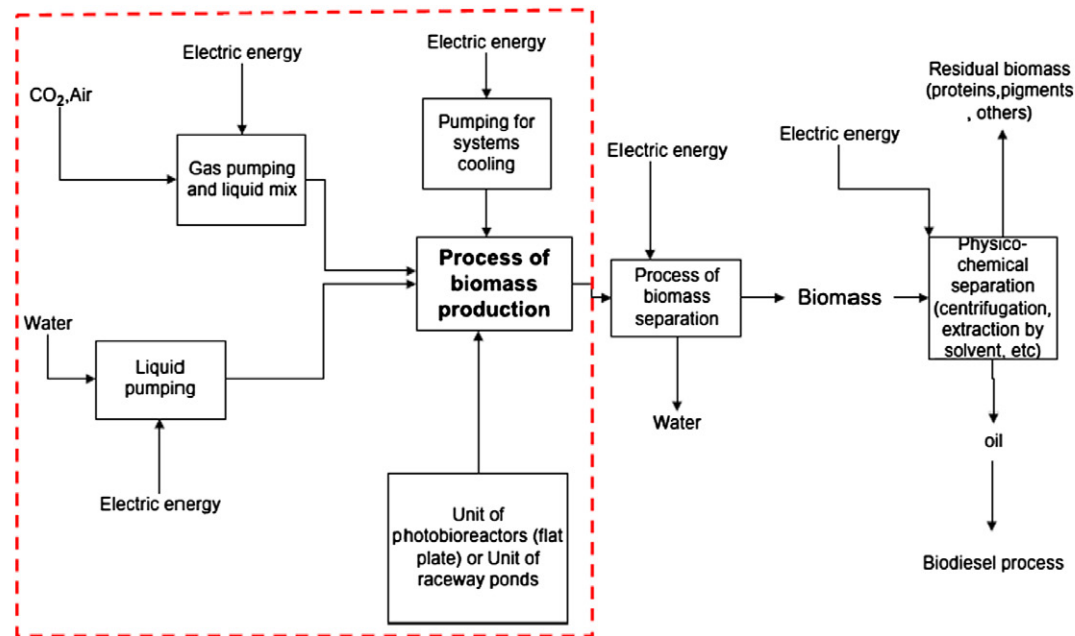 Electric energy
CO2,Air
Gas pumping
and liquid mix
Electric energy
Pumping for
systems
cooling
Process of
biomass
production
Water
Liquid
pumping
Electric energy
Unit of
photobioreactors (flat
plate) or Unit of
raceway ponds
Electric energy
Process of
biomass
separation
Water
Biomass
Electric energy
Residual biomass
(proteins,pigments
, others)
Physico-
chemical
separation
(centrifugation,
extraction by
solvent, etc)
oil
Biodiesel process